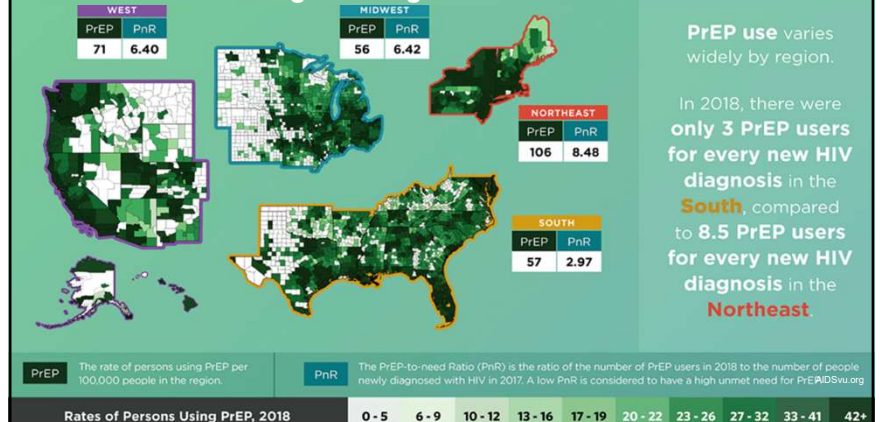 WEST
PrEP PnR
71 6.40
MIDWEST
PrEP PnR
56 6.42
NORTHEAST
PrEP PnR
106 8.48
SOUTH
PrEP PnR
57 2.97
PrEP use varies
widely by region.
In 2018, there were
only 3 PrEP users
for every new HIV
diagnosis in the
South, compared
to 8.5 PrEP users
for every new HIV
diagnosis in the
Northeast.
PrEP
The rate of persons using PrEP per
100,000 people in the region.
PnR
The PrEP-to-need Ratio (PnR) is the ratio of the number of PrEP users in 2018 to the number of people
newly diagnosed with HIV in 2017. A low PnR is considered to have a high unmet need for PrEP
AIDSvu.org
Rates of Persons Using PrEP, 2018 0 - 5 6 - 9 10 - 12 13 - 16 17 - 19 20 - 22 23 - 26 27 - 32 33 - 41 42+